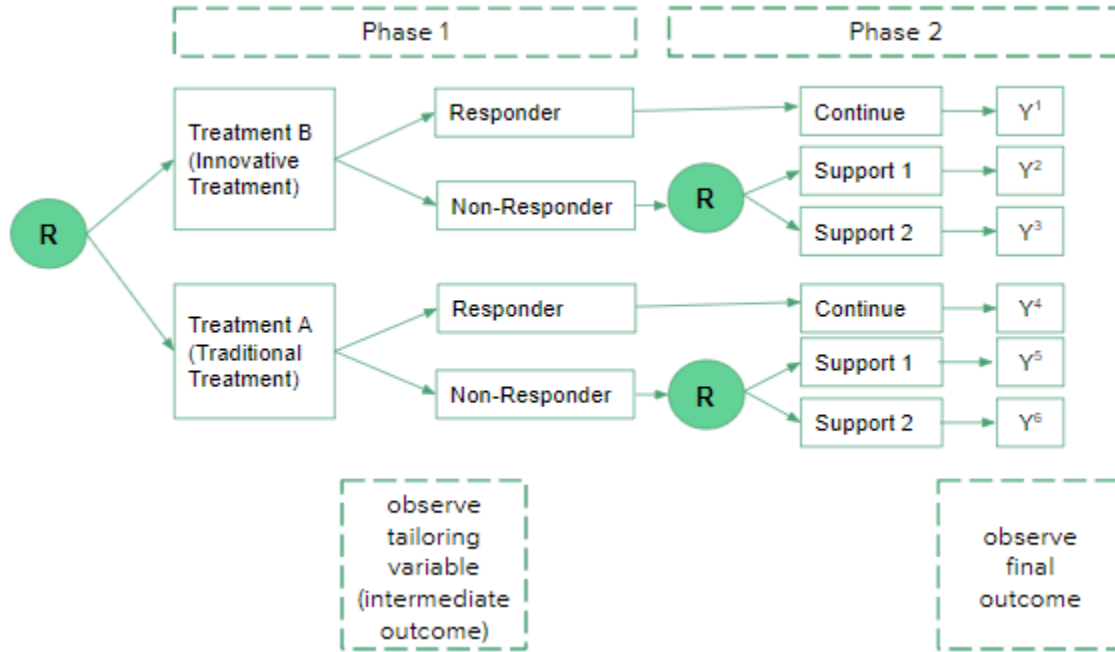 Phase 1
Phase 2
Treatment B
(Innovative
Treatment)
Responder
Continue
Y¹
Non-Responder
R
Support 1
Y²
Support 2
Y³
R
Treatment A
(Traditional
Treatment)
Responder
Continue
Y⁴
Non-Responder
R
Support 1
Y⁵
Support 2
Y⁶
observe
tailoring
variable
(intermediate
outcome)
observe
final
outcome